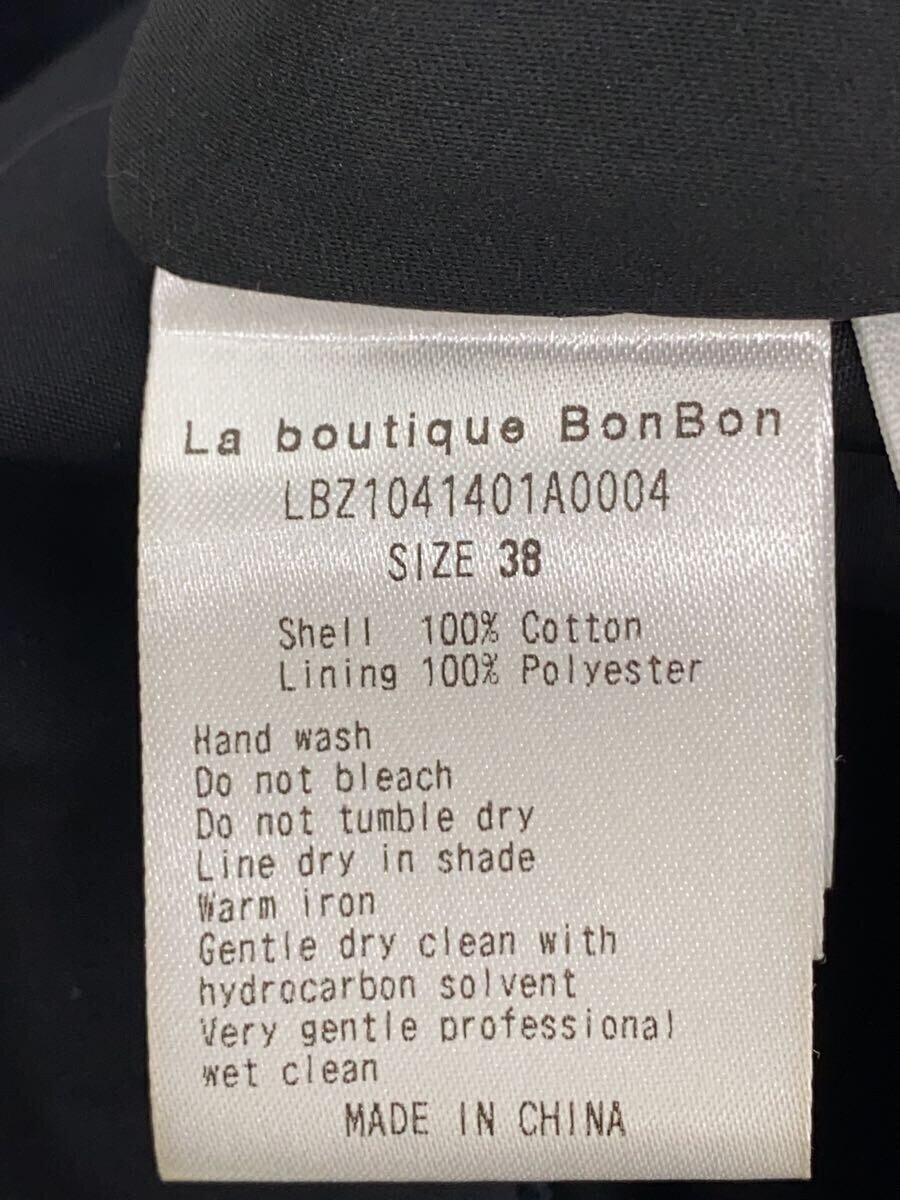 La boutique BonBon
LBZ1041401A0004
SIZE 38
Shell 100% Cotton
Lining 100% Polyester
Hand wash
Do not bleach
Do not tumble dry
Line dry in shade
Warm iron
Gentle dry clean with
hydrocarbon solvent
Very gentle professional
wet clean
MADE IN CHINA